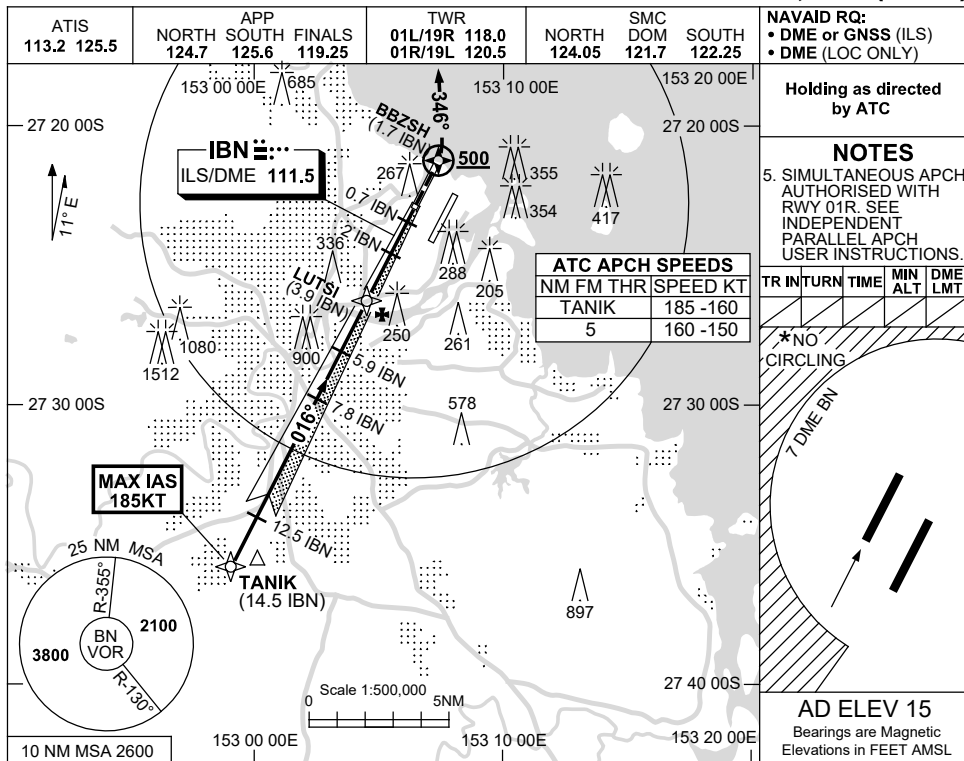 ATIS
113.2 125.5
APP
NORTH SOUTH FINALS
124.7 125.6 119.25
TWR
01L/19R 118.0
01R/19L 120.5
SMC
NORTH DOM SOUTH
124.05 121.7 122.25
NAVAID RQ:
• DME or GNSS (ILS)
• DME (LOC ONLY)
Holding as directed
by ATC
NOTES
5. SIMULTANEOUS APCH
AUTHORISED WITH
RWY 01R. SEE
INDEPENDENT
PARALLEL APCH
USER INSTRUCTIONS.
TR IN TURN TIME MIN ALT DME LMT
*NO
CIRCLING
7 DME BN
AD ELEV 15
Bearings are Magnetic
Elevations in FEET AMSL
153 00 00E
153 10 00E
153 20 00E
27 20 00S
27 20 00S
685
346°
BBZSH
(1.7 IBN)
500
IBN
ILS/DME 111.5
267
355
354
417
11° E
0.7 IBN
2 IBN
336
288
205
LUTSI
(3.9 IBN)
250
261
ATC APCH SPEEDS
NM FM THR SPEED KT
TANIK 185 -160
5 160 -150
1080
1512
900
5.9 IBN
27 30 00S
27 30 00S
7.8 IBN
578
016°
MAX IAS
185KT
12.5 IBN
TANIK
(14.5 IBN)
897
25 NM MSA
R-355°
BN
VOR
2100
3800
R-130°
10 NM MSA 2600
Scale 1:500,000
0 5NM
27 40 00S
153 00 00E
153 10 00E
153 20 00E